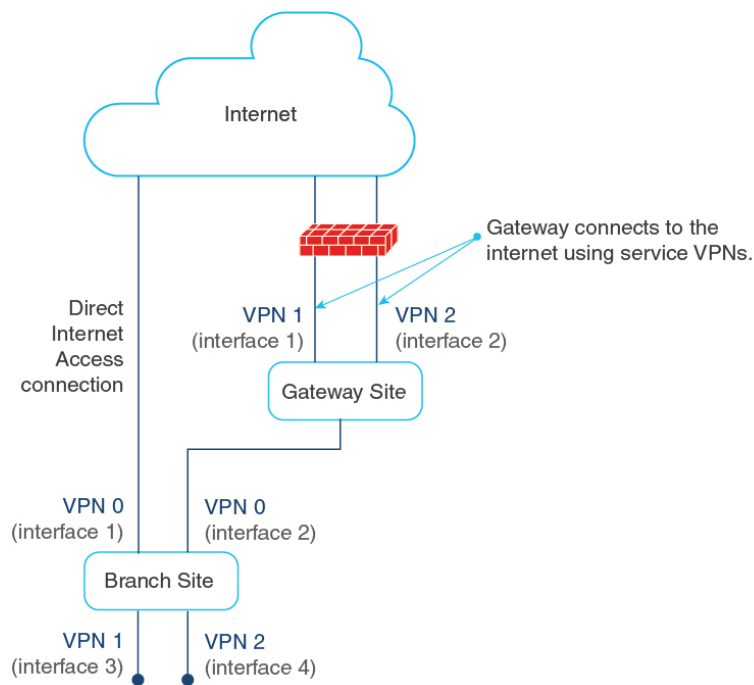 Internet
Gateway connects to the
internet using service VPNs.
Direct
Internet
Access
connection
VPN 1
(interface 1)
VPN 2
(interface 2)
Gateway Site
VPN 0
(interface 1)
VPN 0
(interface 2)
Branch Site
VPN 1
(interface 3)
VPN 2
(interface 4)